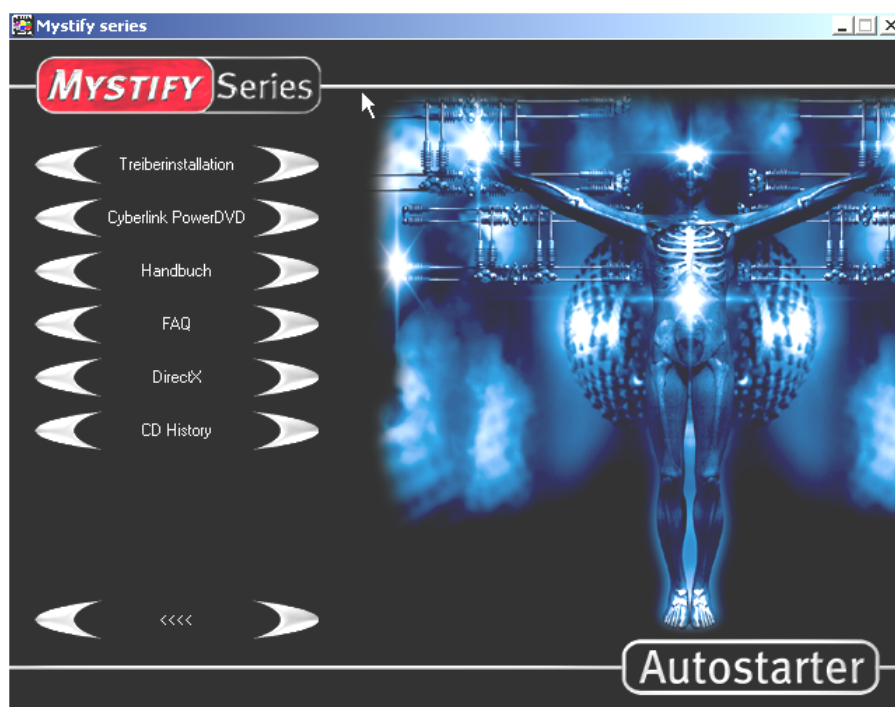 Mystify series
MYSTIFY Series
Treiberinstallation
Cyberlink PowerDVD
Handbuch
FAQ
DirectX
CD History
<<<<
Autostarter